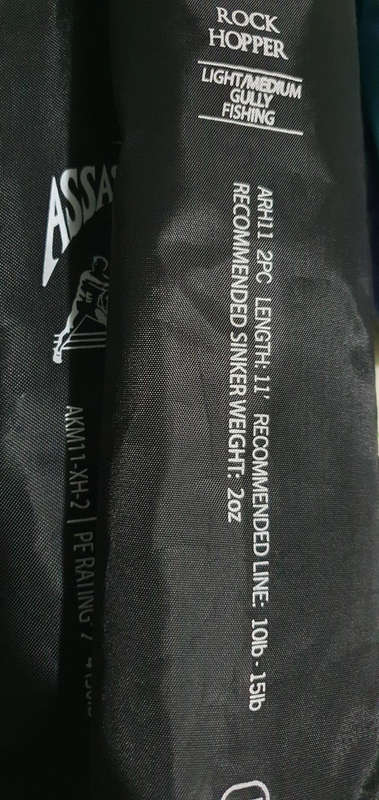 ROCK
HOPPER
LIGHT/MEDIUM
GULLY
FISHING
ARH11 2PC LENGTH: 11' RECOMMENDED LINE: 10lb - 15lb
RECOMMENDED SINKER WEIGHT: 2oz
ASSA
AKM11-XH-2 | PE RATING